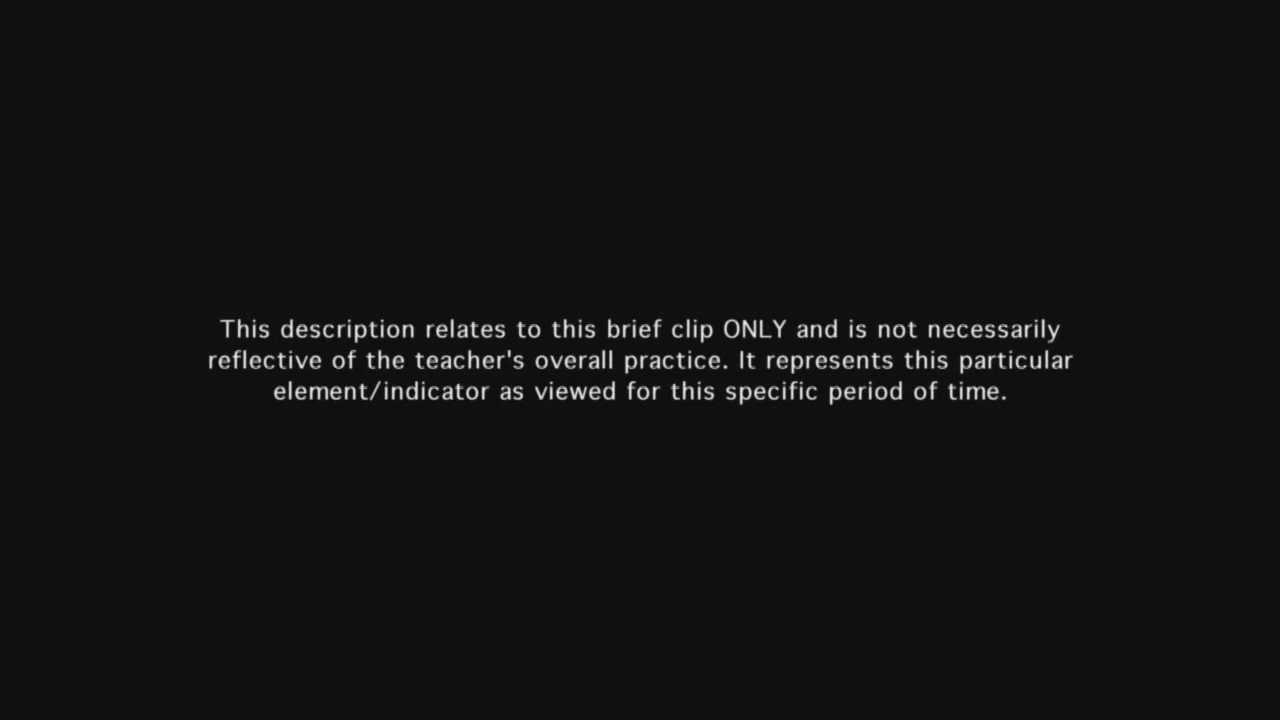 This description relates to this brief clip ONLY and is not necessarily
reflective of the teacher's overall practice. It represents this particular
element/indicator as viewed for this specific period of time.